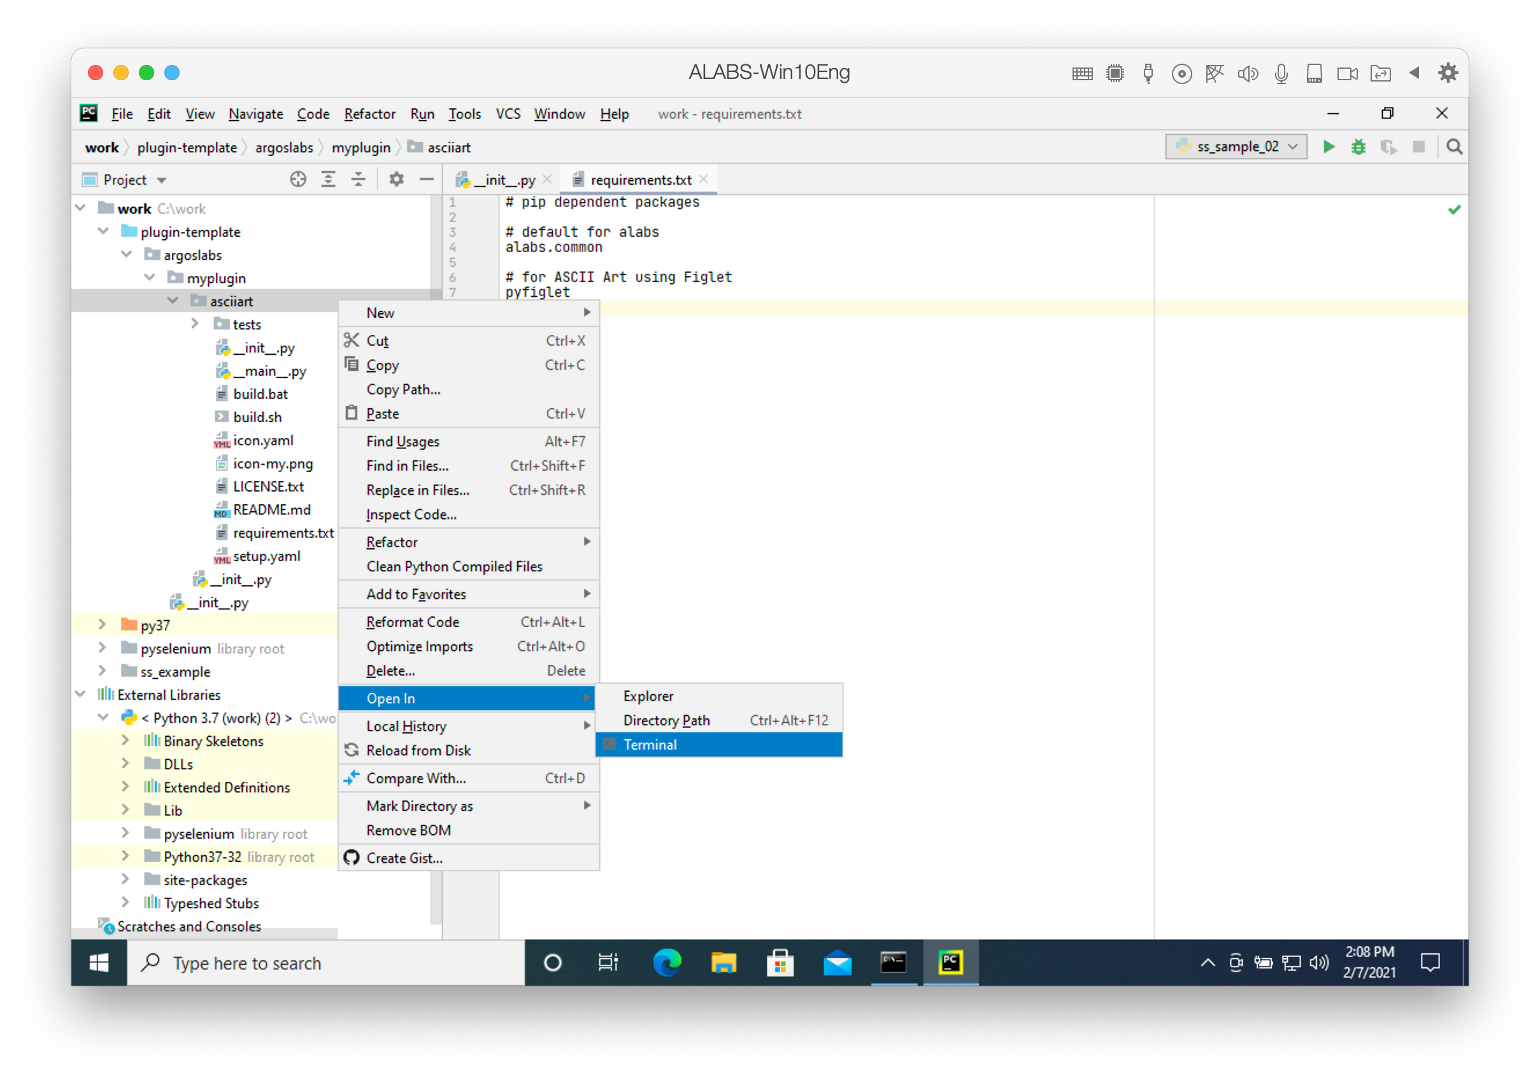 ALABS-Win10Eng
PC File Edit View Navigate Code Refactor Run Tools VCS Window Help work - requirements.txt
work plugin-template argoslabs myplugin asciiart ss_sample_02
Project __init__.py requirements.txt
work C:\work
plugin-template
argoslabs
myplugin
asciiart
tests
__init__.py
__main__.py
build.bat
build.sh
YML icon.yaml
icon-my.png
LICENSE.txt
MD README.md
requirements.txt
YML setup.yaml
__init__.py
__init__.py
py37
pyselenium library root
ss_example
External Libraries
< Python 3.7 (work) (2) > C:\wo
Binary Skeletons
DLLs
Extended Definitions
Lib
pyselenium library root
Python37-32 library root
site-packages
Typeshed Stubs
Scratches and Consoles
1 # pip dependent packages
2
3 # default for alabs
4 alabs.common
5
6 # for ASCII Art using Figlet
7 pyfiglet
New
Cut Ctrl+X
Copy Ctrl+C
Copy Path...
Paste Ctrl+V
Find Usages Alt+F7
Find in Files... Ctrl+Shift+F
Replace in Files... Ctrl+Shift+R
Inspect Code...
Refactor
Clean Python Compiled Files
Add to Favorites
Reformat Code Ctrl+Alt+L
Optimize Imports Ctrl+Alt+O
Delete... Delete
Open In
Local History
Reload from Disk
Compare With... Ctrl+D
Mark Directory as
Remove BOM
Create Gist...
Explorer
Directory Path Ctrl+Alt+F12
Terminal
Type here to search
PC
2:08 PM
2/7/2021